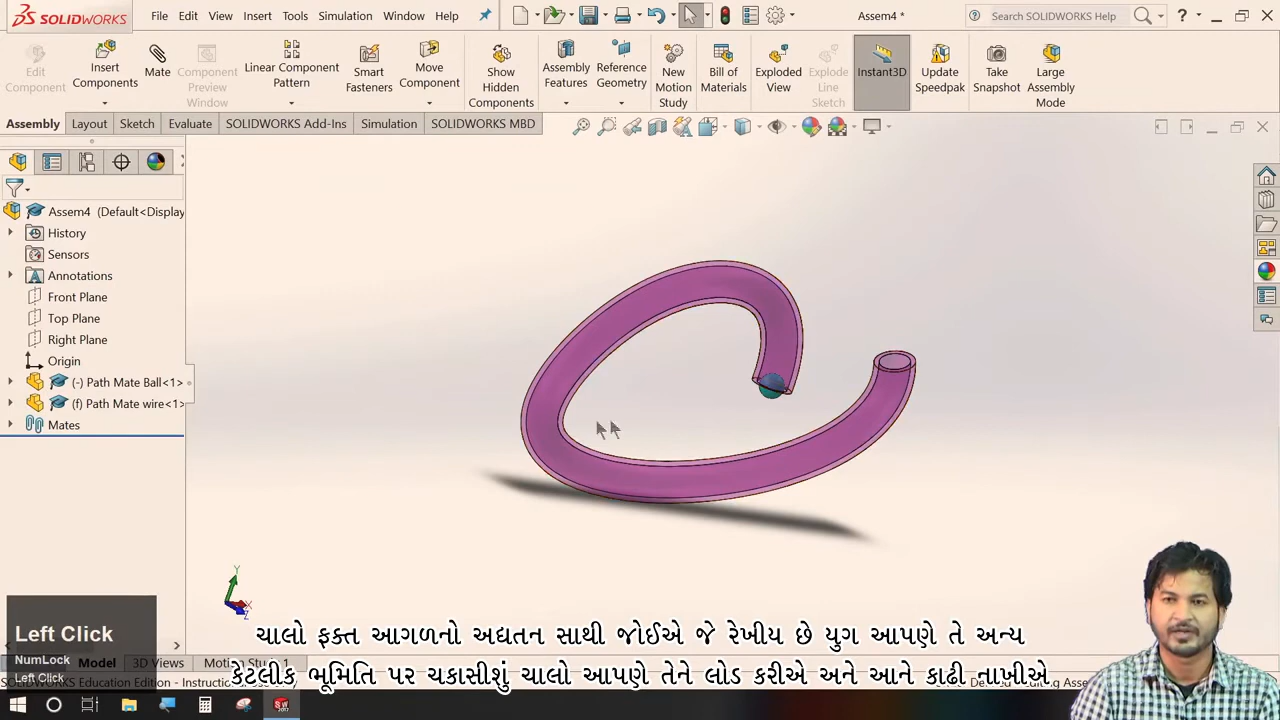 SOLIDWORKS File Edit View Insert Tools Simulation Window Help Assem4 * Search SOLIDWORKS Help
Edit Component
Insert Components
Mate
Component Preview Window
Linear Component Pattern
Smart Fasteners
Move Component
Show Hidden Components
Assembly Features
Reference Geometry
New Motion Study
Bill of Materials
Exploded View
Explode Line Sketch
Instant3D
Update Speedpak
Take Snapshot
Large Assembly Mode
Assembly Layout Sketch Evaluate SOLIDWORKS Add-Ins Simulation SOLIDWORKS MBD
Assem4 (Default<Display
History
Sensors
Annotations
Front Plane
Top Plane
Right Plane
Origin
(-) Path Mate Ball<1>
(f) Path Mate wire<1>
Mates
Left Click
NumLock
Left Click
ચાલો ફક્ત આગળનો અદ્યતન સાથી જોઈએ જે રેખીય છે યુગ આપણે તે અન્ય
કેટલીક ભૂમિતિ પર ચકાસીશું ચાલો આપણે તેને લોડ કરીએ અને આને કાઢી નાખીએ
Model 3D Views Motion
SOLIDWORKS Education Edition - Instruc